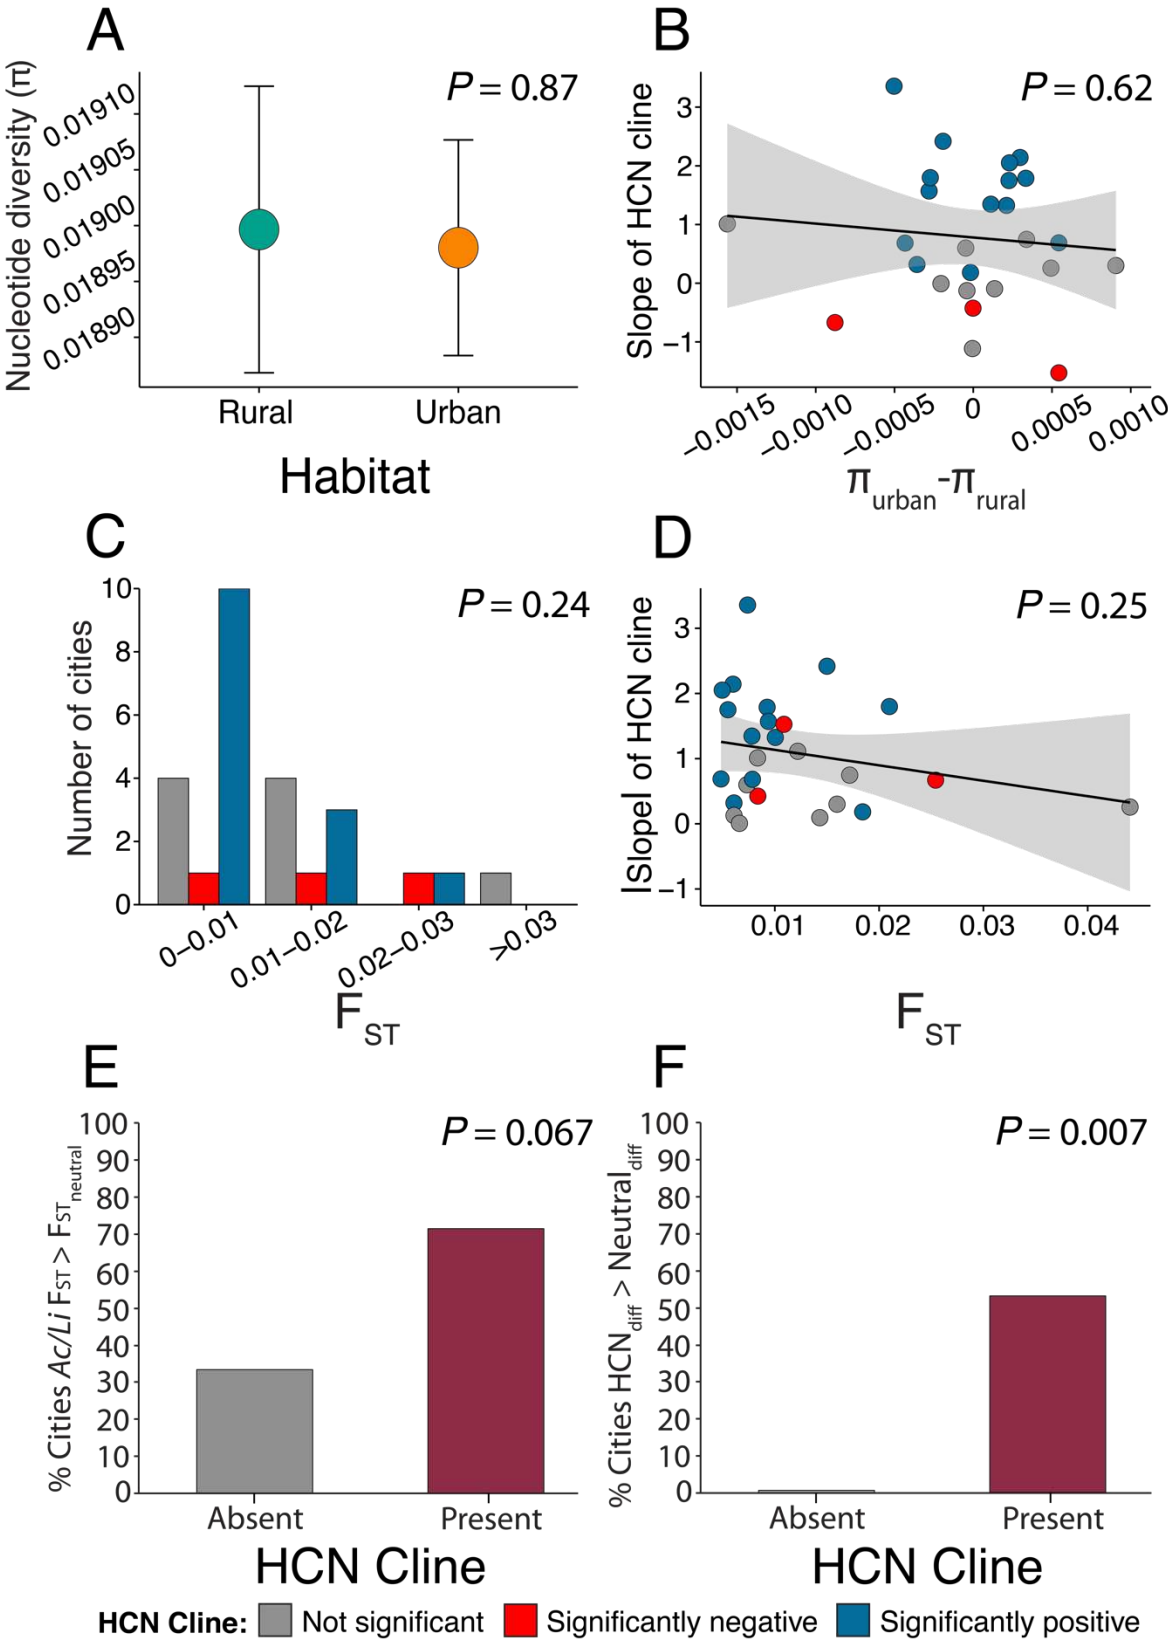 A
Nucleotide diversity (π)
0.01910
0.01905
0.01900
0.01895
0.01890
P = 0.87
Rural
Urban
Habitat
B
Slope of HCN cline
3
2
1
0
−1
P = 0.62
−0.0015
−0.0010
−0.0005
0
0.0005
0.0010
πurban-πrural
C
Number of cities
10
8
6
4
2
0
P = 0.24
0−0.01
0.01−0.02
0.02−0.03
>0.03
FST
D
|Slope| of HCN cline
3
2
1
0
−1
P = 0.25
0.01
0.02
0.03
0.04
FST
E
% Cities Ac/Li FST > FSTneutral
100
90
80
70
60
50
40
30
20
10
0
P = 0.067
Absent
Present
HCN Cline
F
% Cities HCNdiff > Neutraldiff
100
90
80
70
60
50
40
30
20
10
0
P = 0.007
Absent
Present
HCN Cline
HCN Cline: Not significant Significantly negative Significantly positive